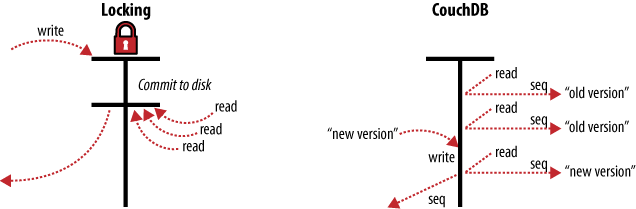 Locking
write
Commit to disk
read
read
read
CouchDB
read
seq
“old version”
read
seq
“old version”
“new version”
write
read
seq
“new version”
seq